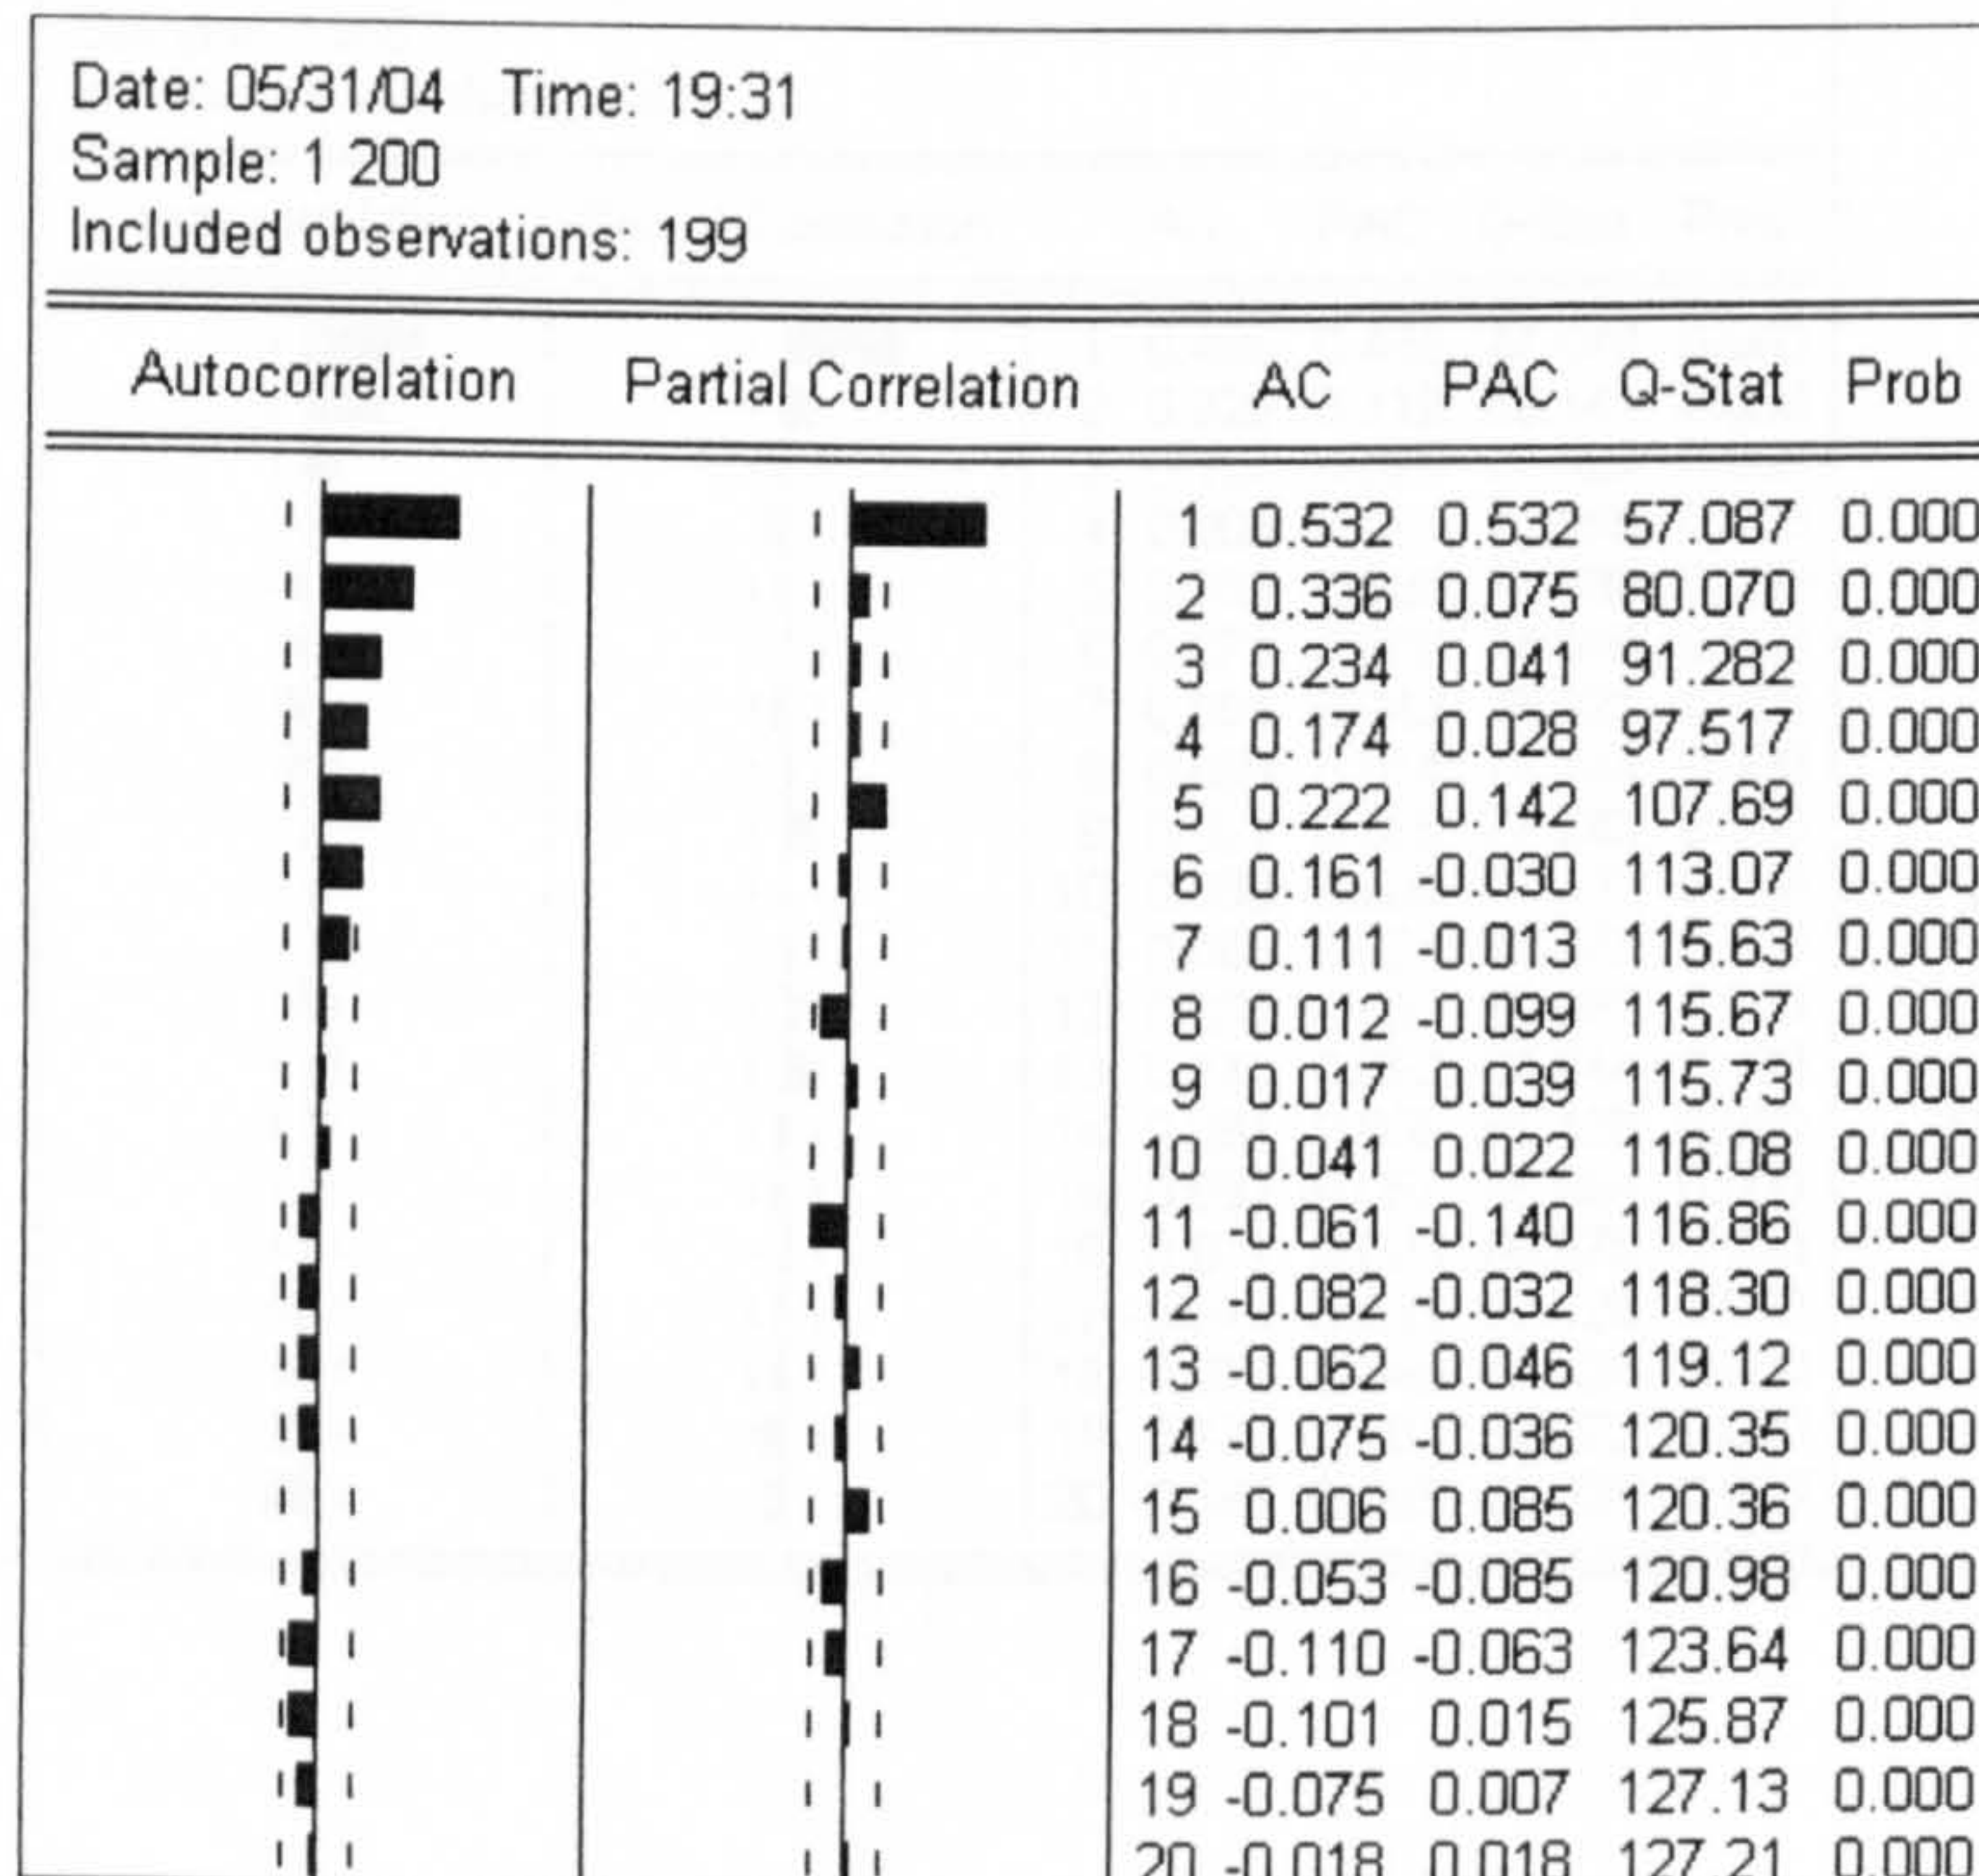 Date: 05/31/04 Time: 19:31
Sample: 1 200
Included observations: 199
Autocorrelation Partial Correlation AC PAC Q-Stat Prob
1 0.532 0.532 57.087 0.000
2 0.336 0.075 80.070 0.000
3 0.234 0.041 91.282 0.000
4 0.174 0.028 97.517 0.000
5 0.222 0.142 107.69 0.000
6 0.161 -0.030 113.07 0.000
7 0.111 -0.013 115.63 0.000
8 0.012 -0.099 115.67 0.000
9 0.017 0.039 115.73 0.000
10 0.041 0.022 116.08 0.000
11 -0.061 -0.140 116.86 0.000
12 -0.082 -0.032 118.30 0.000
13 -0.062 0.046 119.12 0.000
14 -0.075 -0.036 120.35 0.000
15 0.006 0.085 120.36 0.000
16 -0.053 -0.085 120.98 0.000
17 -0.110 -0.063 123.64 0.000
18 -0.101 0.015 125.87 0.000
19 -0.075 0.007 127.13 0.000
20 -0.018 0.018 127.21 0.000